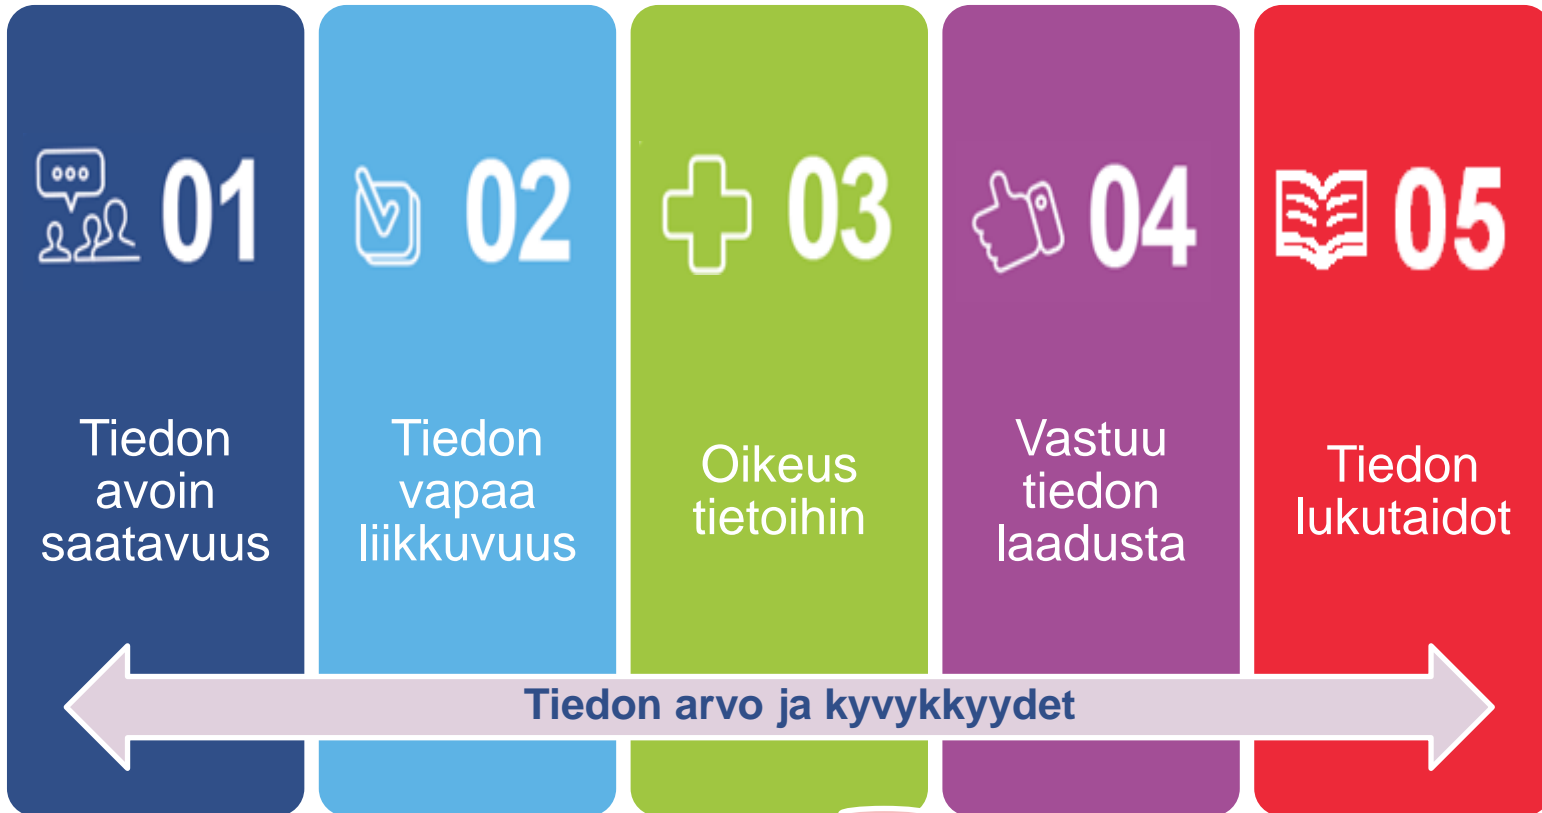 01
Tiedon
avoin
saatavuus
02
Tiedon
vapaa
liikkuvuus
03
Oikeus
tietoihin
04
Vastuu
tiedon
laadusta
05
Tiedon
lukutaidot
Tiedon arvo ja kyvykkyydet